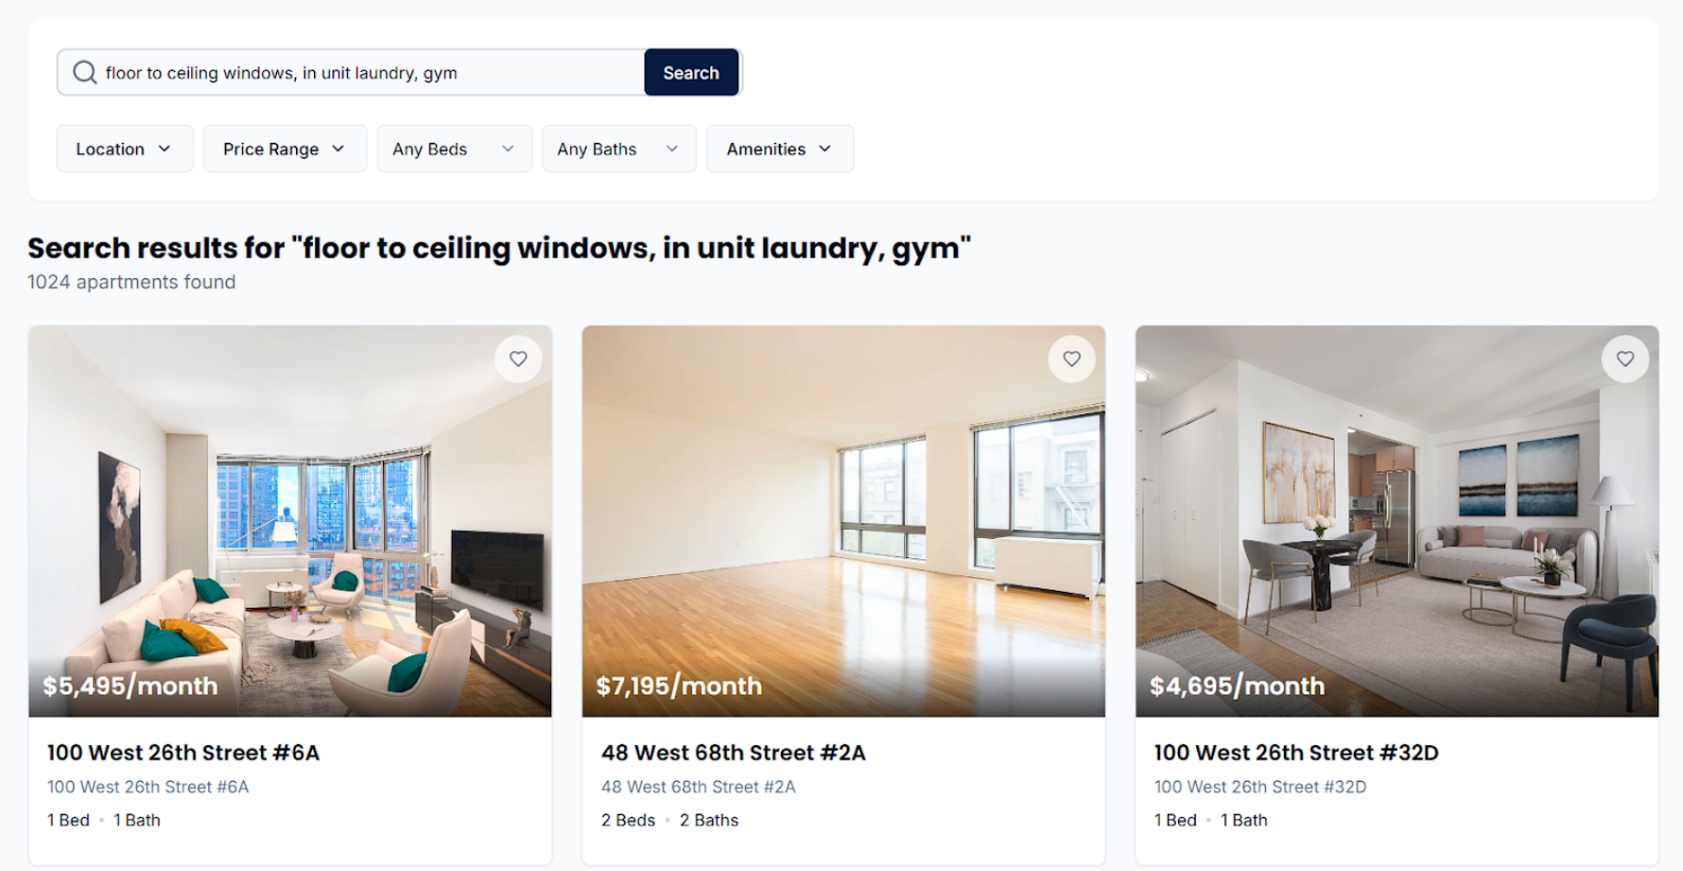 floor to ceiling windows, in unit laundry, gym
Search
Location
Price Range
Any Beds
Any Baths
Amenities
Search results for "floor to ceiling windows, in unit laundry, gym"
1024 apartments found
$5,495/month
$7,195/month
$4,695/month
100 West 26th Street #6A
100 West 26th Street #6A
1 Bed • 1 Bath
48 West 68th Street #2A
48 West 68th Street #2A
2 Beds • 2 Baths
100 West 26th Street #32D
100 West 26th Street #32D
1 Bed • 1 Bath